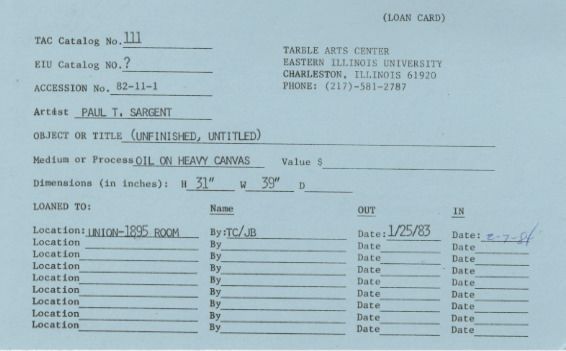 (LOAN CARD)
TAC Catalog No. 111
EIU Catalog NO. ?
ACCESSION No. 82-11-1
TARBLE ARTS CENTER
EASTERN ILLINOIS UNIVERSITY
CHARLESTON, ILLINOIS 61920
PHONE: (217)-581-2787
Artist PAUL T. SARGENT
OBJECT OR TITLE (UNFINISHED, UNTITLED)
Medium or Process OIL ON HEAVY CANVAS Value $
Dimensions (in inches): H 31" W 39" D
LOANED TO: Name OUT IN
Location: UNION-1895 ROOM By: TC/JB Date: 1/25/83 Date: 2-7-84
Location By Date Date
Location By Date Date
Location By Date Date
Location By Date Date
Location By Date Date
Location By Date Date
Location By Date Date
Location By Date Date